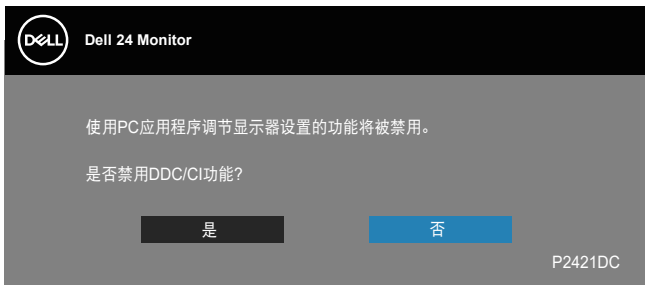 DELL
Dell 24 Monitor
使用PC应用程序调节显示器设置的功能将被禁用。
是否禁用DDC/CI功能?
是
否
P2421DC